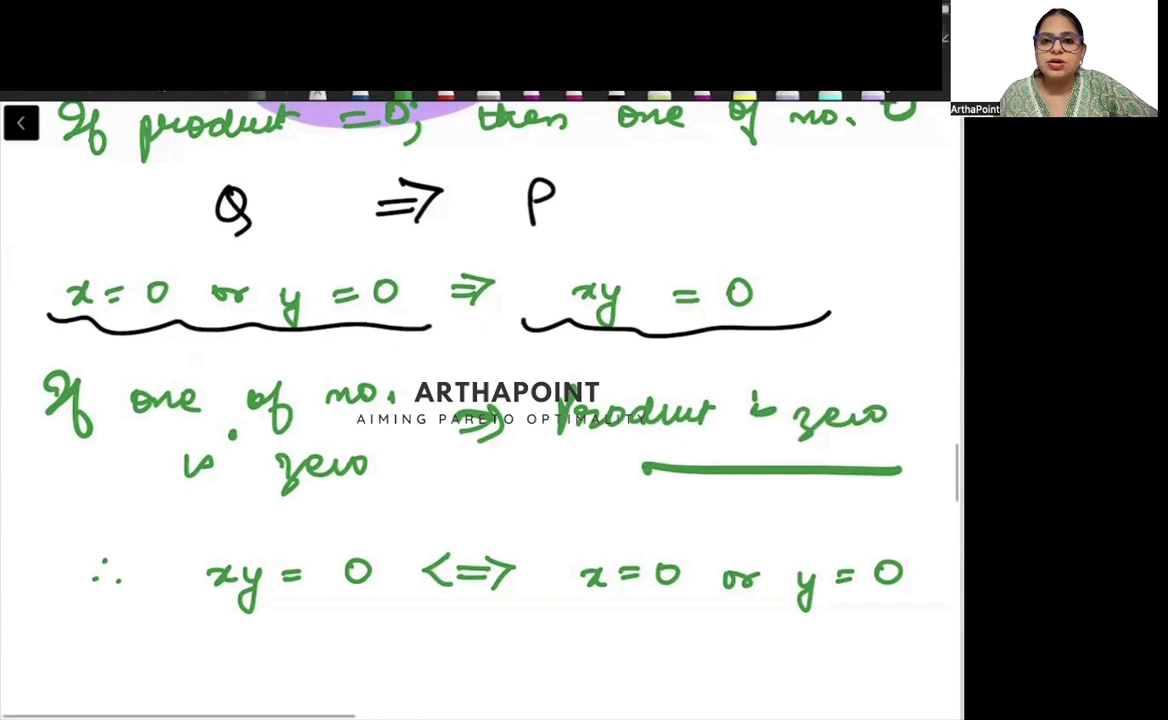 If product = 0; then one of no. 0
Q ⇒ P
x = 0 or y = 0 ⇒ xy = 0
If one of no. ⇒ Product is zero
is zero
∴ xy = 0 <=> x = 0 or y = 0
ARTHAPOINT
AIMING PARETO OPTIMALITY
ArthaPoint